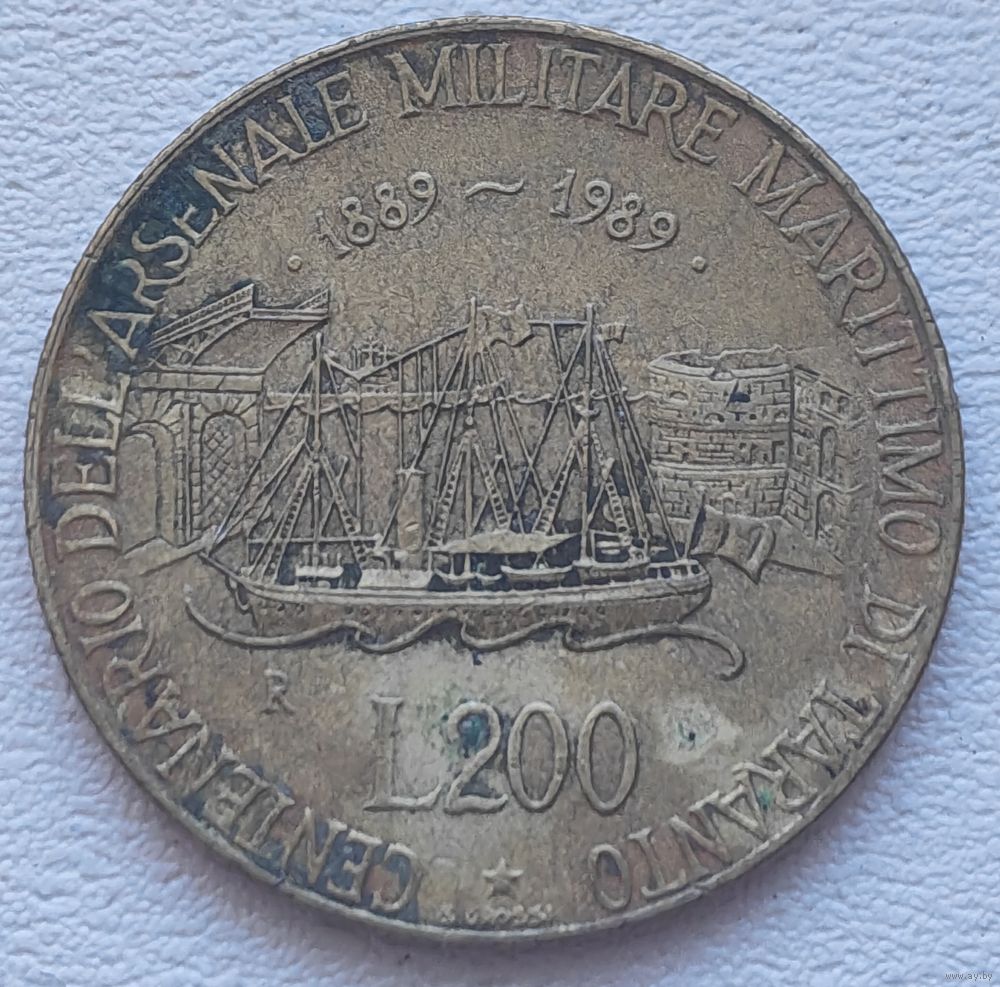 CENTENARIO DELL'ARSENALE MILITARE MARITTIMO DI TARANTO
1889 ~ 1989
R
L.200
www.ay.by